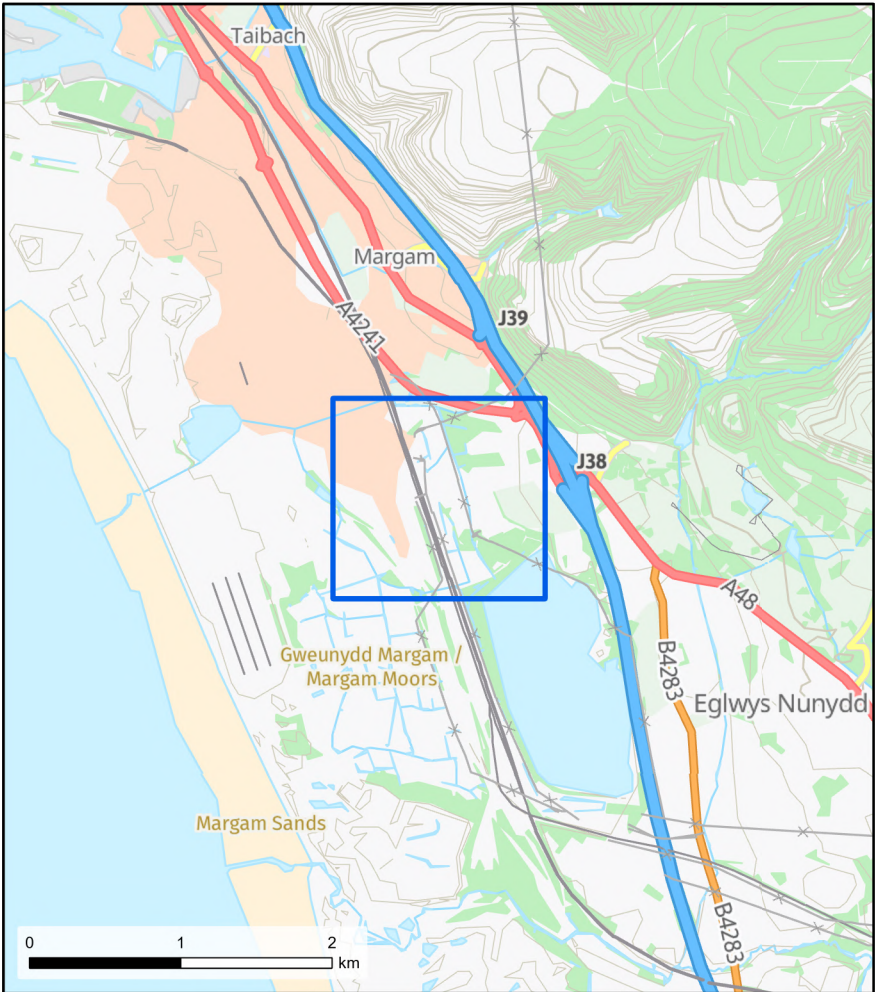 Taibach
Margam
J39
A4241
J38
A48
Gweunydd Margam /
Margam Moors
B4283
Eglwys Nunydd
Margam Sands
B4283
0 1 2
km